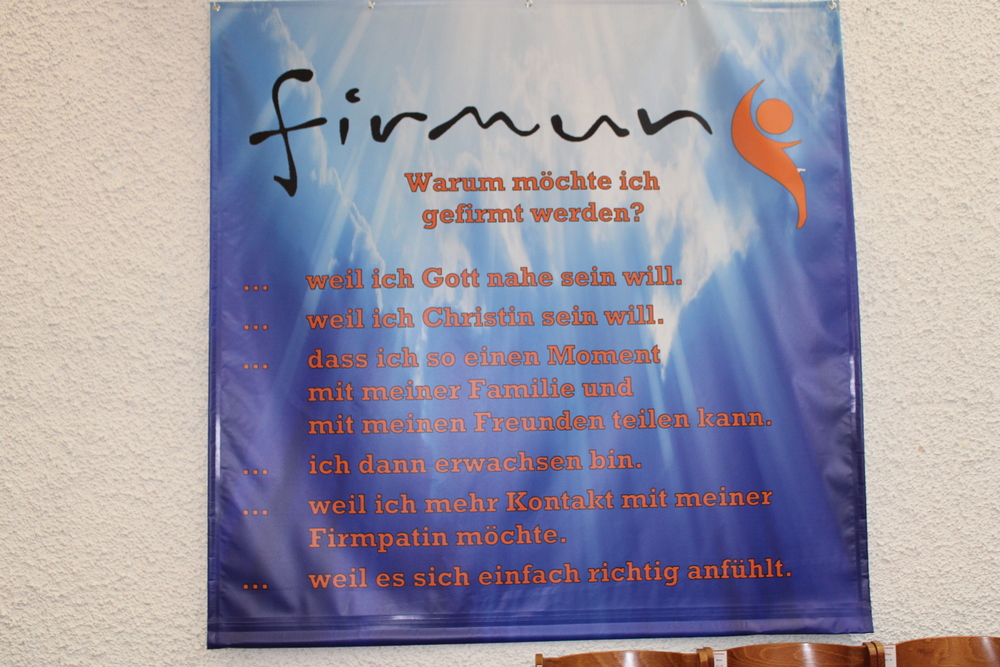 firmun
Warum möchte ich
gefirmt werden?
... weil ich Gott nahe sein will.
... weil ich Christin sein will.
... dass ich so einen Moment
mit meiner Familie und
mit meinen Freunden teilen kann.
... ich dann erwachsen bin.
... weil ich mehr Kontakt mit meiner
Firmpatin möchte.
... weil es sich einfach richtig anfühlt.